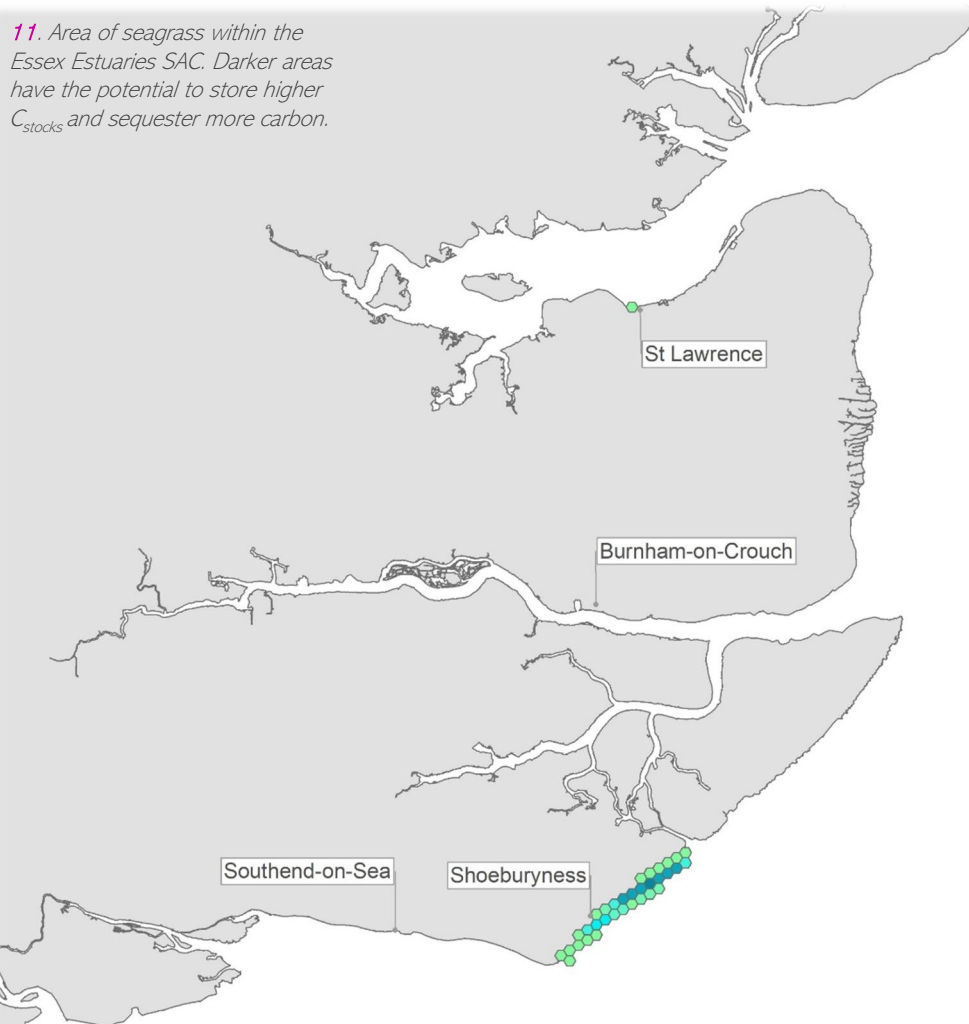 11. Area of seagrass within the
Essex Estuaries SAC. Darker areas
have the potential to store higher
Cstocks and sequester more carbon.
St Lawrence
Burnham-on-Crouch
Southend-on-Sea
Shoeburyness